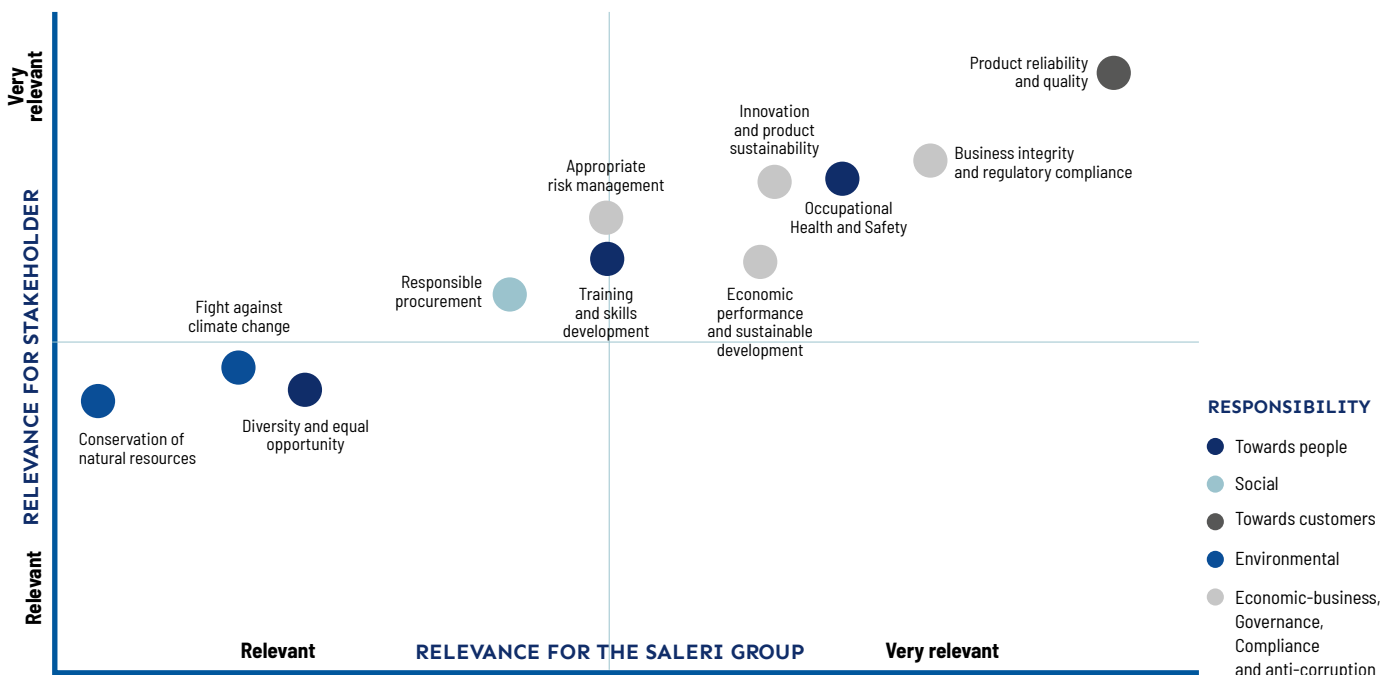 Very
relevant
RELEVANCE FOR STAKEHOLDER
Relevant
Product reliability
and quality
Innovation
and product
sustainability
Business integrity
and regulatory compliance
Appropriate
risk management
Occupational
Health and Safety
Responsible
procurement
Training
and skills
development
Economic
performance
and sustainable
development
Fight against
climate change
Diversity and equal
opportunity
Conservation of
natural resources
Relevant
RELEVANCE FOR THE SALERI GROUP
Very relevant
RESPONSIBILITY
Towards people
Social
Towards customers
Environmental
Economic-business,
Governance,
Compliance
and anti-corruption